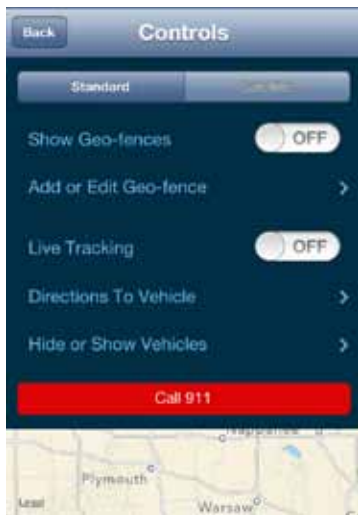 Back
Controls
Standard
Show Geo-fences
OFF
Add or Edit Geo-fence
Live Tracking
OFF
Directions To Vehicle
Hide or Show Vehicles
Call 911
Plymouth
Legal
Warsaw